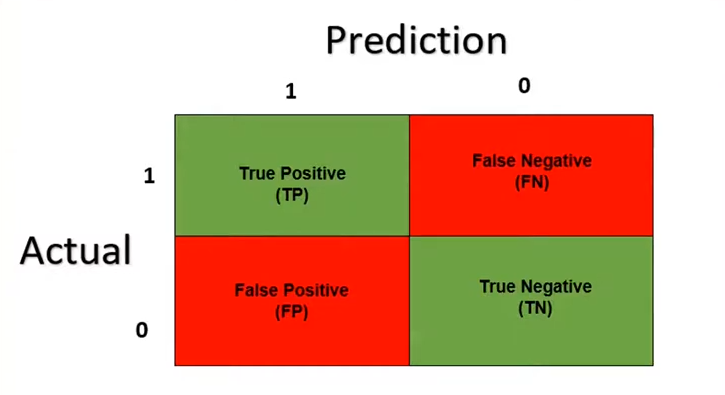 Prediction
1
0
1
True Positive
(TP)
False Negative
(FN)
Actual
0
False Positive
(FP)
True Negative
(TN)